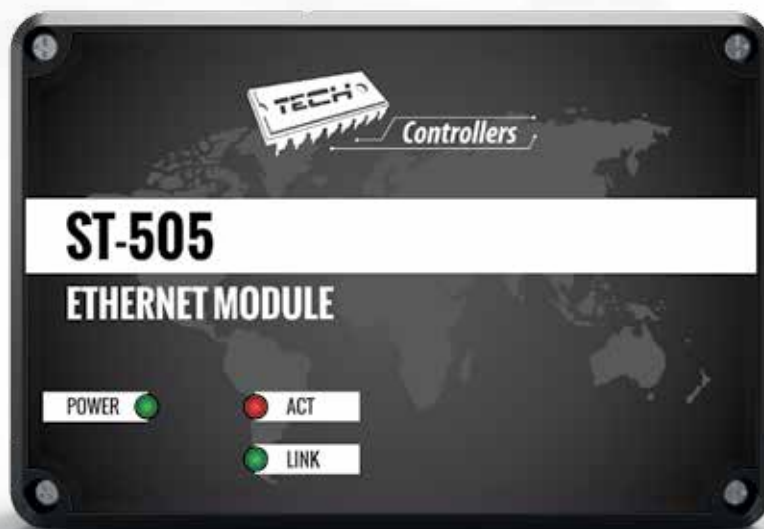 TECH
Controllers
ST-505
ETHERNET MODULE
POWER
ACT
LINK